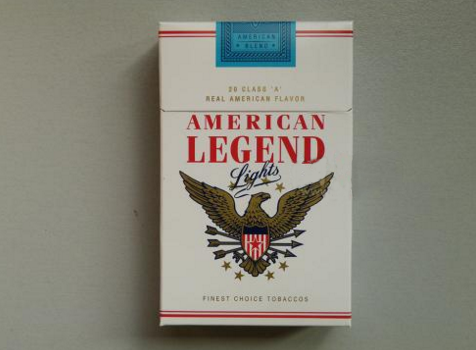 AMERICAN
BLEND
20 CLASS 'A'
REAL AMERICAN FLAVOR
AMERICAN
LEGEND
Lights
FINEST CHOICE TOBACCOS